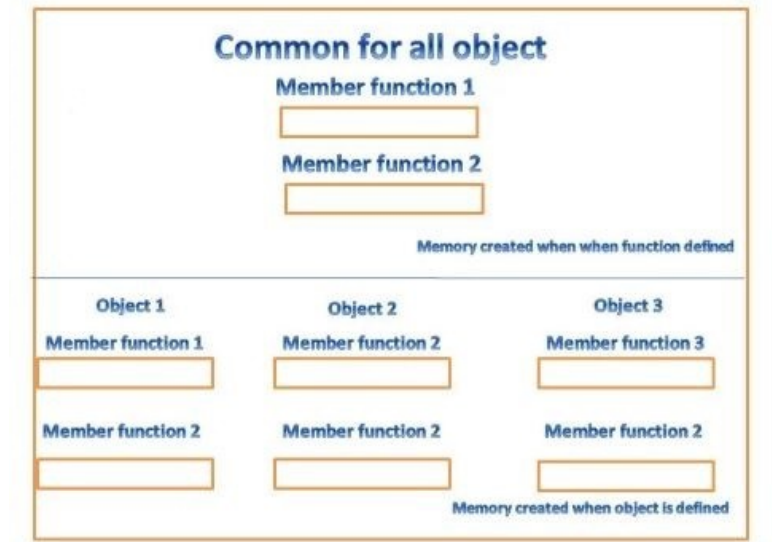 Common for all object
Member function 1
Member function 2
Memory created when when function defined
Object 1 Object 2 Object 3
Member function 1 Member function 2 Member function 3
Member function 2 Member function 2 Member function 2
Memory created when object is defined